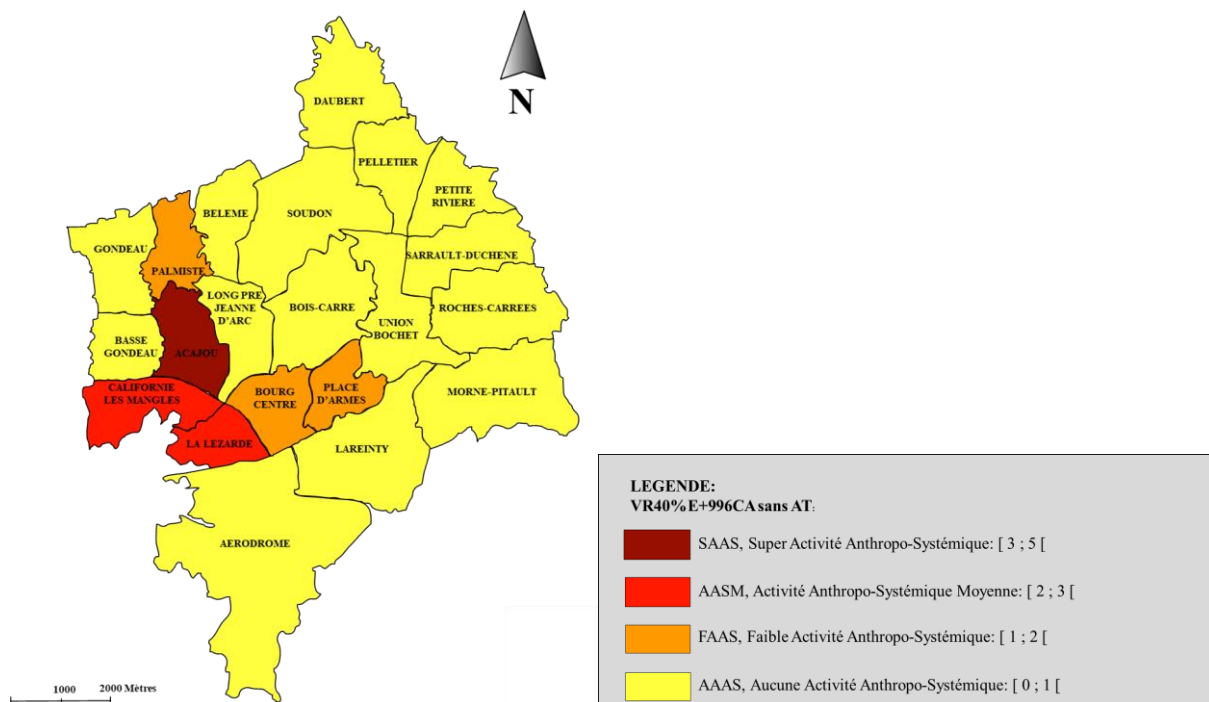 N
DAUBERT
PELLETIER
PETITE
RIVIERE
BELEME
SOUDON
GONDEAU
SARRAULT-DUCHENE
PALMISTE
LONG PRE
JEANNE
D'ARC
BOIS-CARRE
ROCHES-CARREES
UNION
BOCHET
BASSE
GONDEAU
ACAJOU
CALIFORNIE
LES MANGLES
BOURG
CENTRE
PLACE
D'ARMES
MORNE-PITAULT
LA LEZARDE
LAREINTY
AERODROME
1000
2000 Mètres
LEGENDE:
VR40%E+996CA sans AT:
SAAS, Super Activité Anthropo-Systémique: [ 3 ; 5 [
AASM, Activité Anthropo-Systémique Moyenne: [ 2 ; 3 [
FAAS, Faible Activité Anthropo-Systémique: [ 1 ; 2 [
AAAS, Aucune Activité Anthropo-Systémique: [ 0 ; 1 [